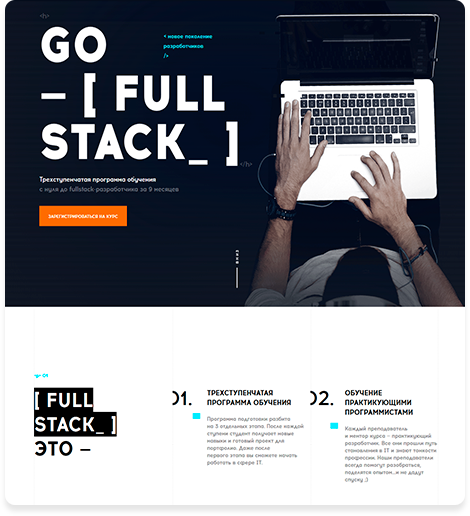 <h>
GO
— [ FULL
STACK_ ]
</h>
< новое поколение
разработчиков
/>
Трехступенчатая программа обучения
с нуля до fullstack-разработчика за 9 месяцев
ЗАРЕГИСТРИРОВАТЬСЯ НА КУРС
[ FULL
STACK_ ]
ЭТО —
01.
ТРЕХСТУПЕНЧАТАЯ
ПРОГРАММА ОБУЧЕНИЯ
Программа подготовки разбита
на 3 отдельных этапа. После каждой
ступени студент получает новые
навыки и готовый проект для
портфолио. Даже после
первого этапа вы сможете начать
работать в сфере IT.
02.
ОБУЧЕНИЕ
ПРАКТИКУЮЩИМИ
ПРОГРАММИСТАМИ
Каждый преподаватель
и ментор курса – практикующий
разработчик. Все они прошли путь
становления в IT и знают тонкости
профессии. Наши преподаватели
всегда помогут разобраться,
поделятся опытом…и не дадут
спуску ;)